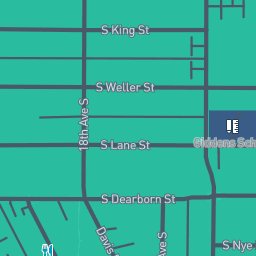 S King St
S Weller St
18th Ave S
Giddens Sch
S Lane St
S Dearborn St
Davis
Ave S
S Nye